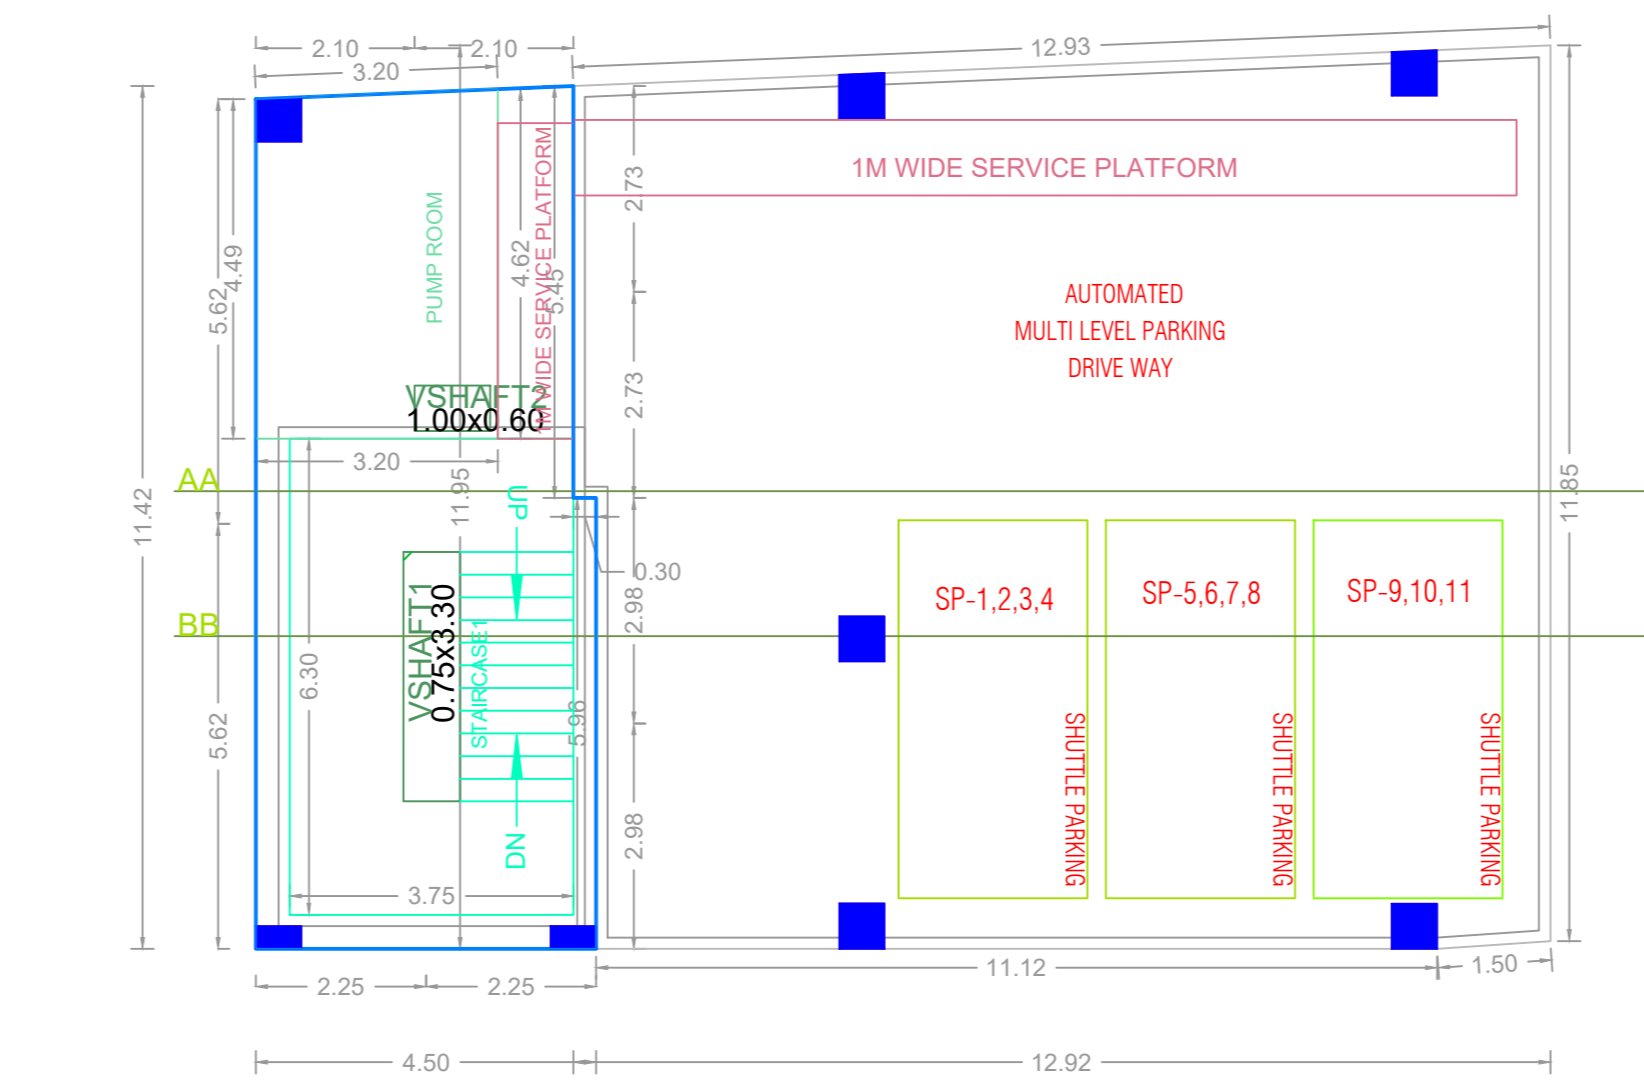 2.10
2.10
12.93
3.20
1M WIDE SERVICE PLATFORM
1M WIDE SERVICE PLATFORM
2.73
PUMP ROOM
4.49
4.62
5.45
5.62
AUTOMATED
MULTI LEVEL PARKING
DRIVE WAY
2.73
VSHAFT2
1.00x0.60
3.20
AA
11.95
UP
11.42
11.85
0.30
SP-1,2,3,4
SP-5,6,7,8
SP-9,10,11
2.98
BB
VSHAFT1
0.75x3.30
STAIRCASE1
6.30
5.96
5.62
SHUTTLE PARKING
SHUTTLE PARKING
SHUTTLE PARKING
2.98
DN
3.75
2.25
2.25
11.12
1.50
4.50
12.92